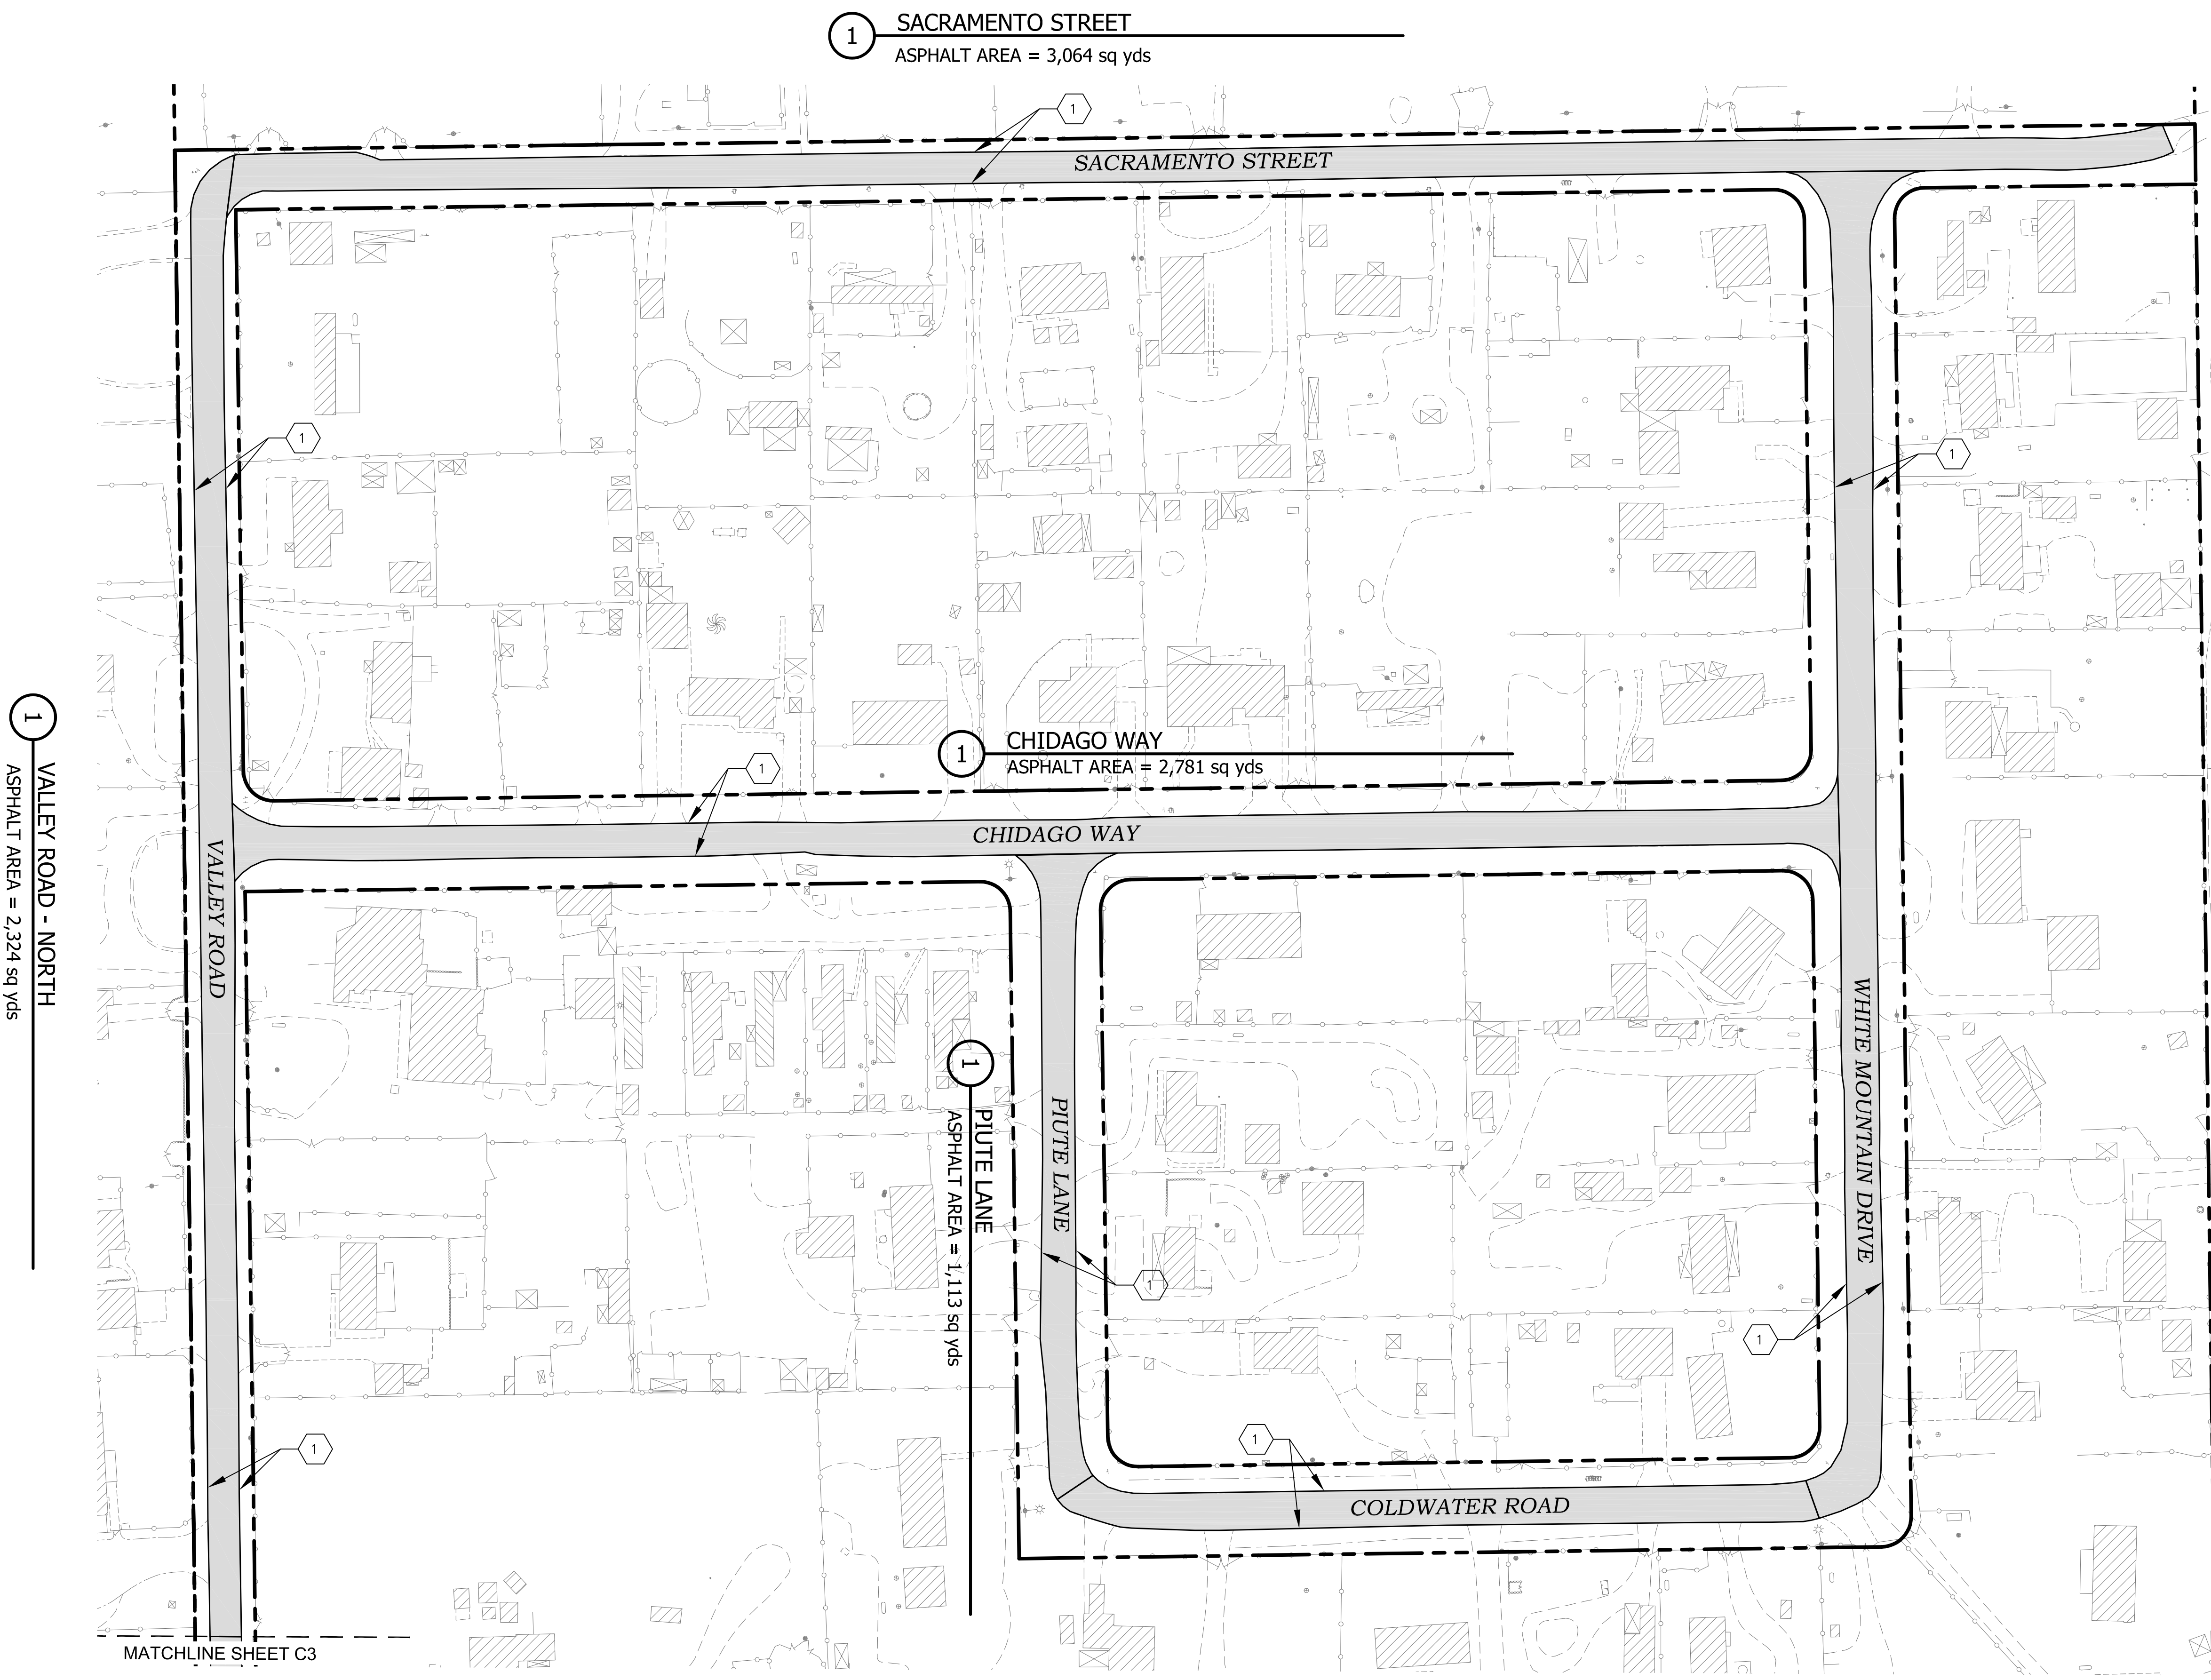 1
SACRAMENTO STREET
ASPHALT AREA = 3,064 sq yds
1
SACRAMENTO STREET
1
1
1
VALLEY ROAD - NORTH
ASPHALT AREA = 2,324 sq yds
1
CHIDAGO WAY
ASPHALT AREA = 2,781 sq yds
1
CHIDAGO WAY
VALLEY ROAD
1
PIUTE LANE
ASPHALT AREA = 1,113 sq yds
PIUTE LANE
WHITE MOUNTAIN DRIVE
1
1
1
1
COLDWATER ROAD
MATCHLINE SHEET C3